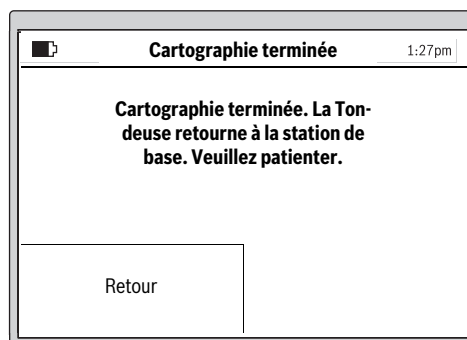 Cartographie terminée
1:27pm
Cartographie terminée. La Ton-
deuse retourne à la station de
base. Veuillez patienter.
Retour